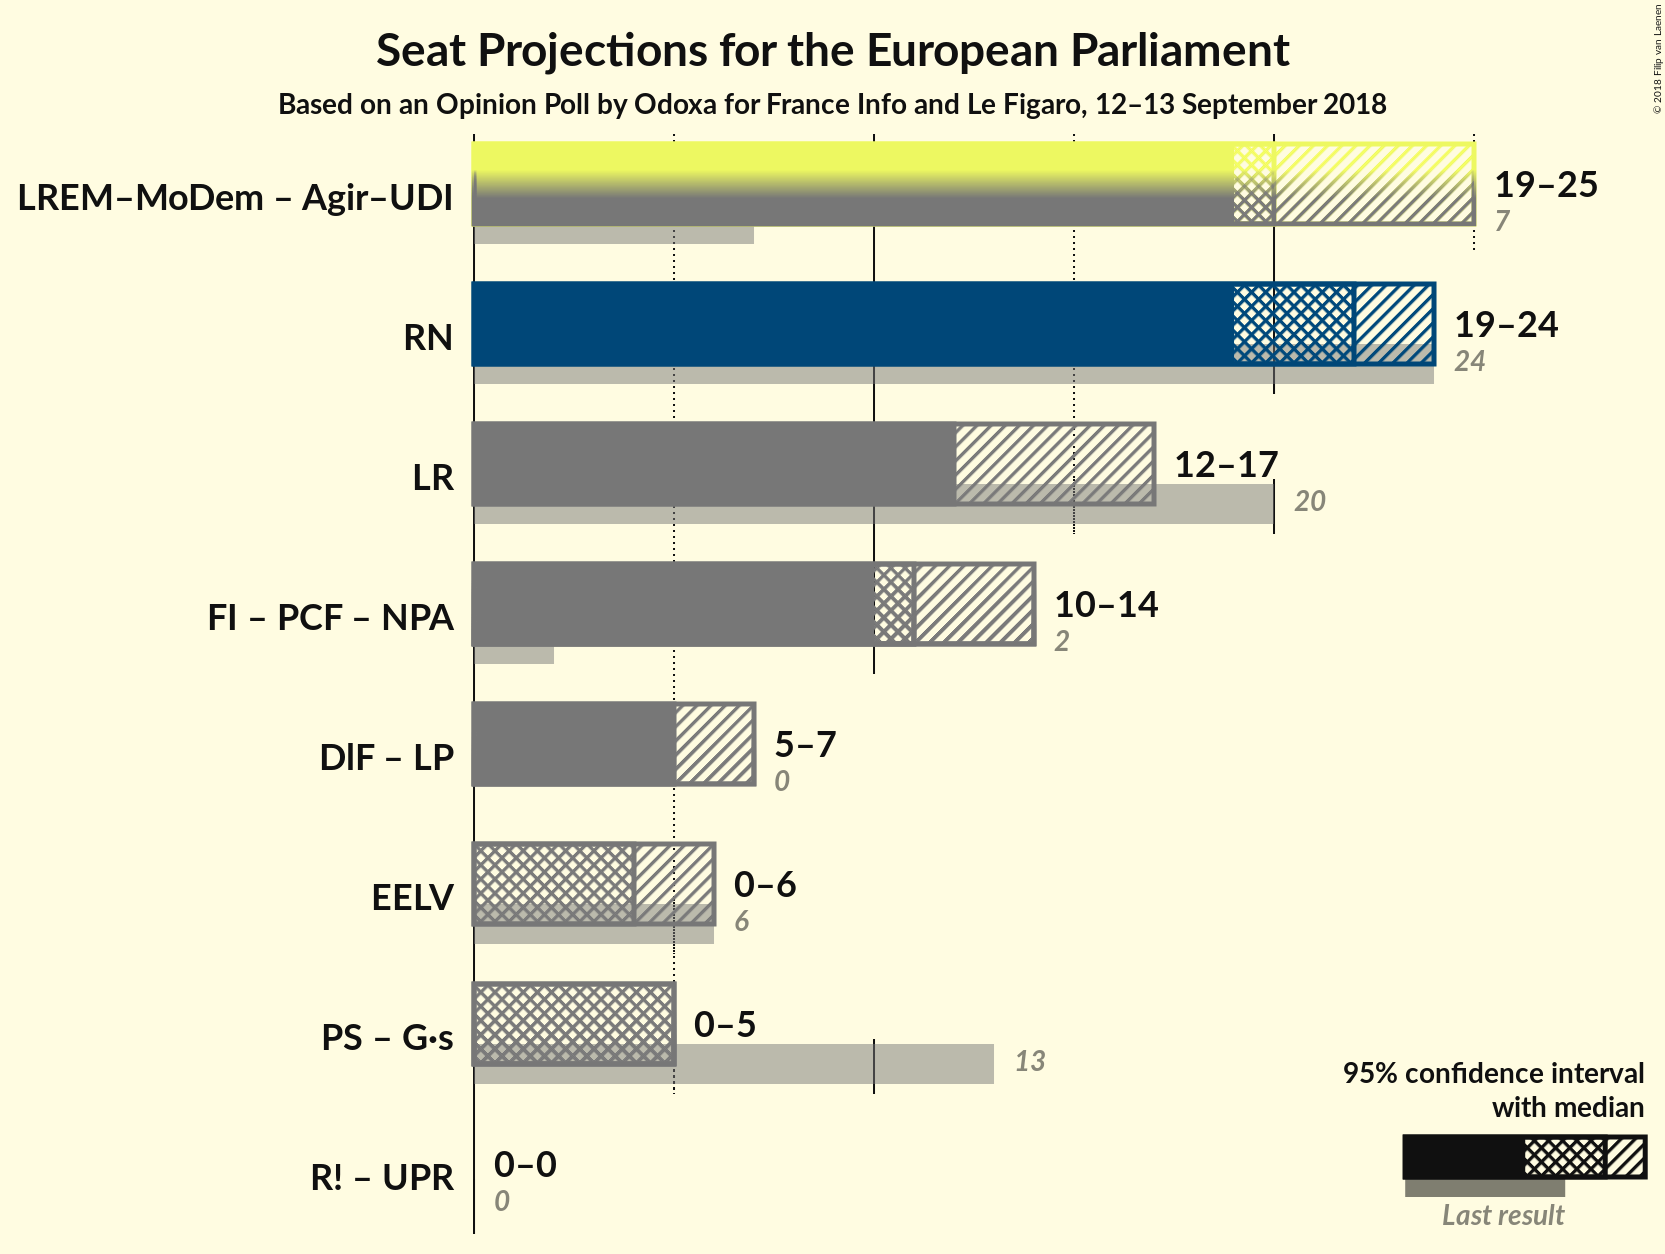 Seat Projections for the European Parliament
Based on an Opinion Poll by Odoxa for France Info and Le Figaro, 12–13 September 2018
© 2018 Filip van Laenen
LREM–MoDem – Agir–UDI
19–25
7
RN
19–24
24
LR
12–17
20
FI – PCF – NPA
10–14
2
DlF – LP
5–7
0
EELV
0–6
6
PS – G·s
0–5
13
R! – UPR
0–0
0
95% confidence interval
with median
Last result